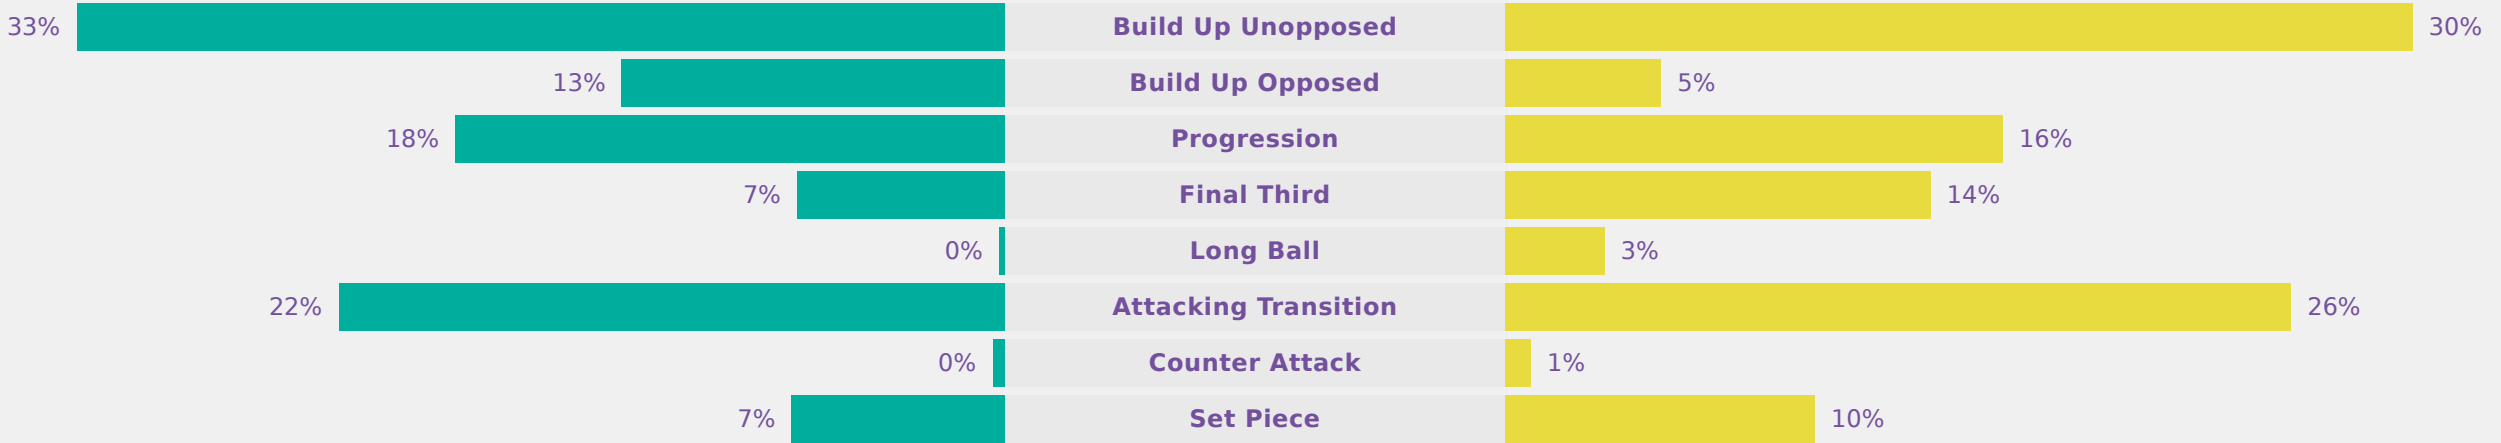 33% Build Up Unopposed 30%
13% Build Up Opposed 5%
18% Progression 16%
7% Final Third 14%
0% Long Ball 3%
22% Attacking Transition 26%
0% Counter Attack 1%
7% Set Piece 10%